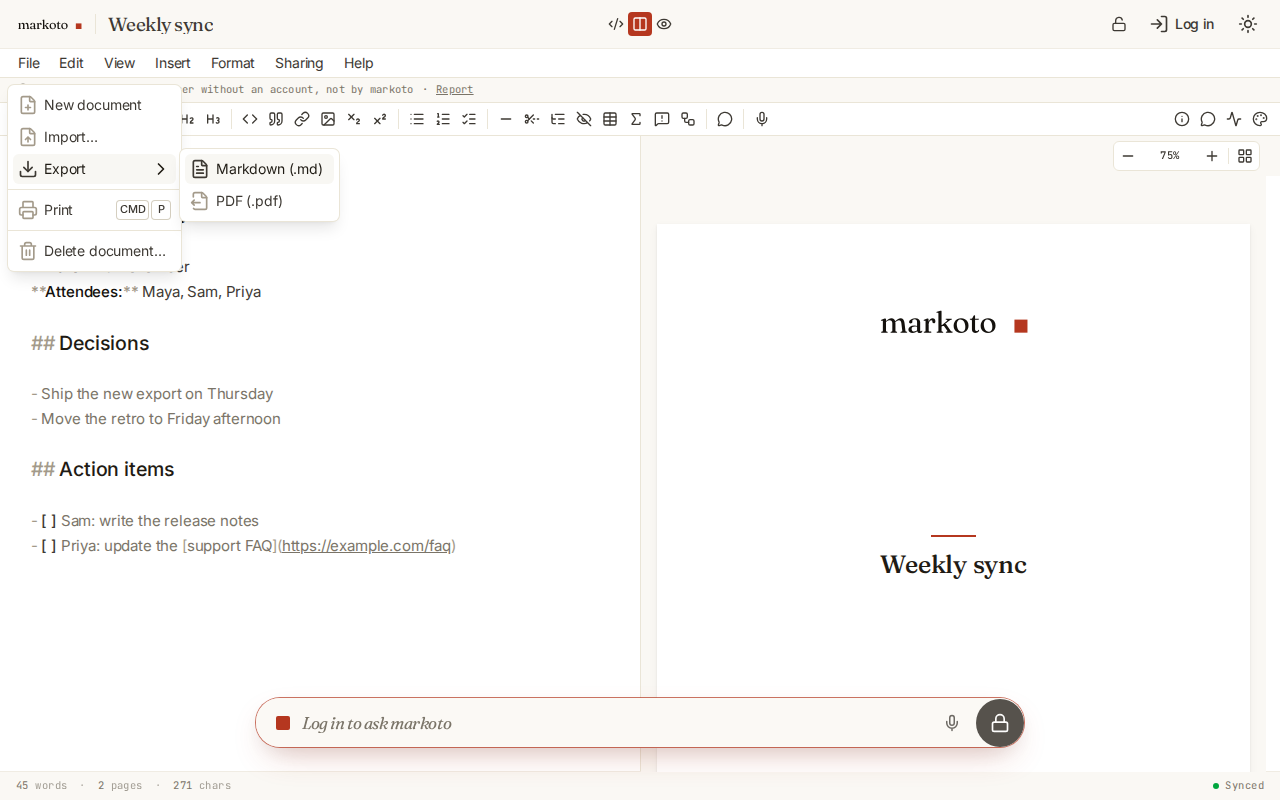 markoto
Weekly sync
Log in
File Edit View Insert Format Sharing Help
without an account, not by markoto · Report
New document
Import...
Export
Print CMD P
Delete document...
Markdown (.md)
PDF (.pdf)
H2 H3
75%
**Attendees:** Maya, Sam, Priya
## Decisions
- Ship the new export on Thursday
- Move the retro to Friday afternoon
## Action items
- [ ] Sam: write the release notes
- [ ] Priya: update the [support FAQ](https://example.com/faq)
markoto
Weekly sync
Log in to ask markoto
45 words · 2 pages · 271 chars
Synced